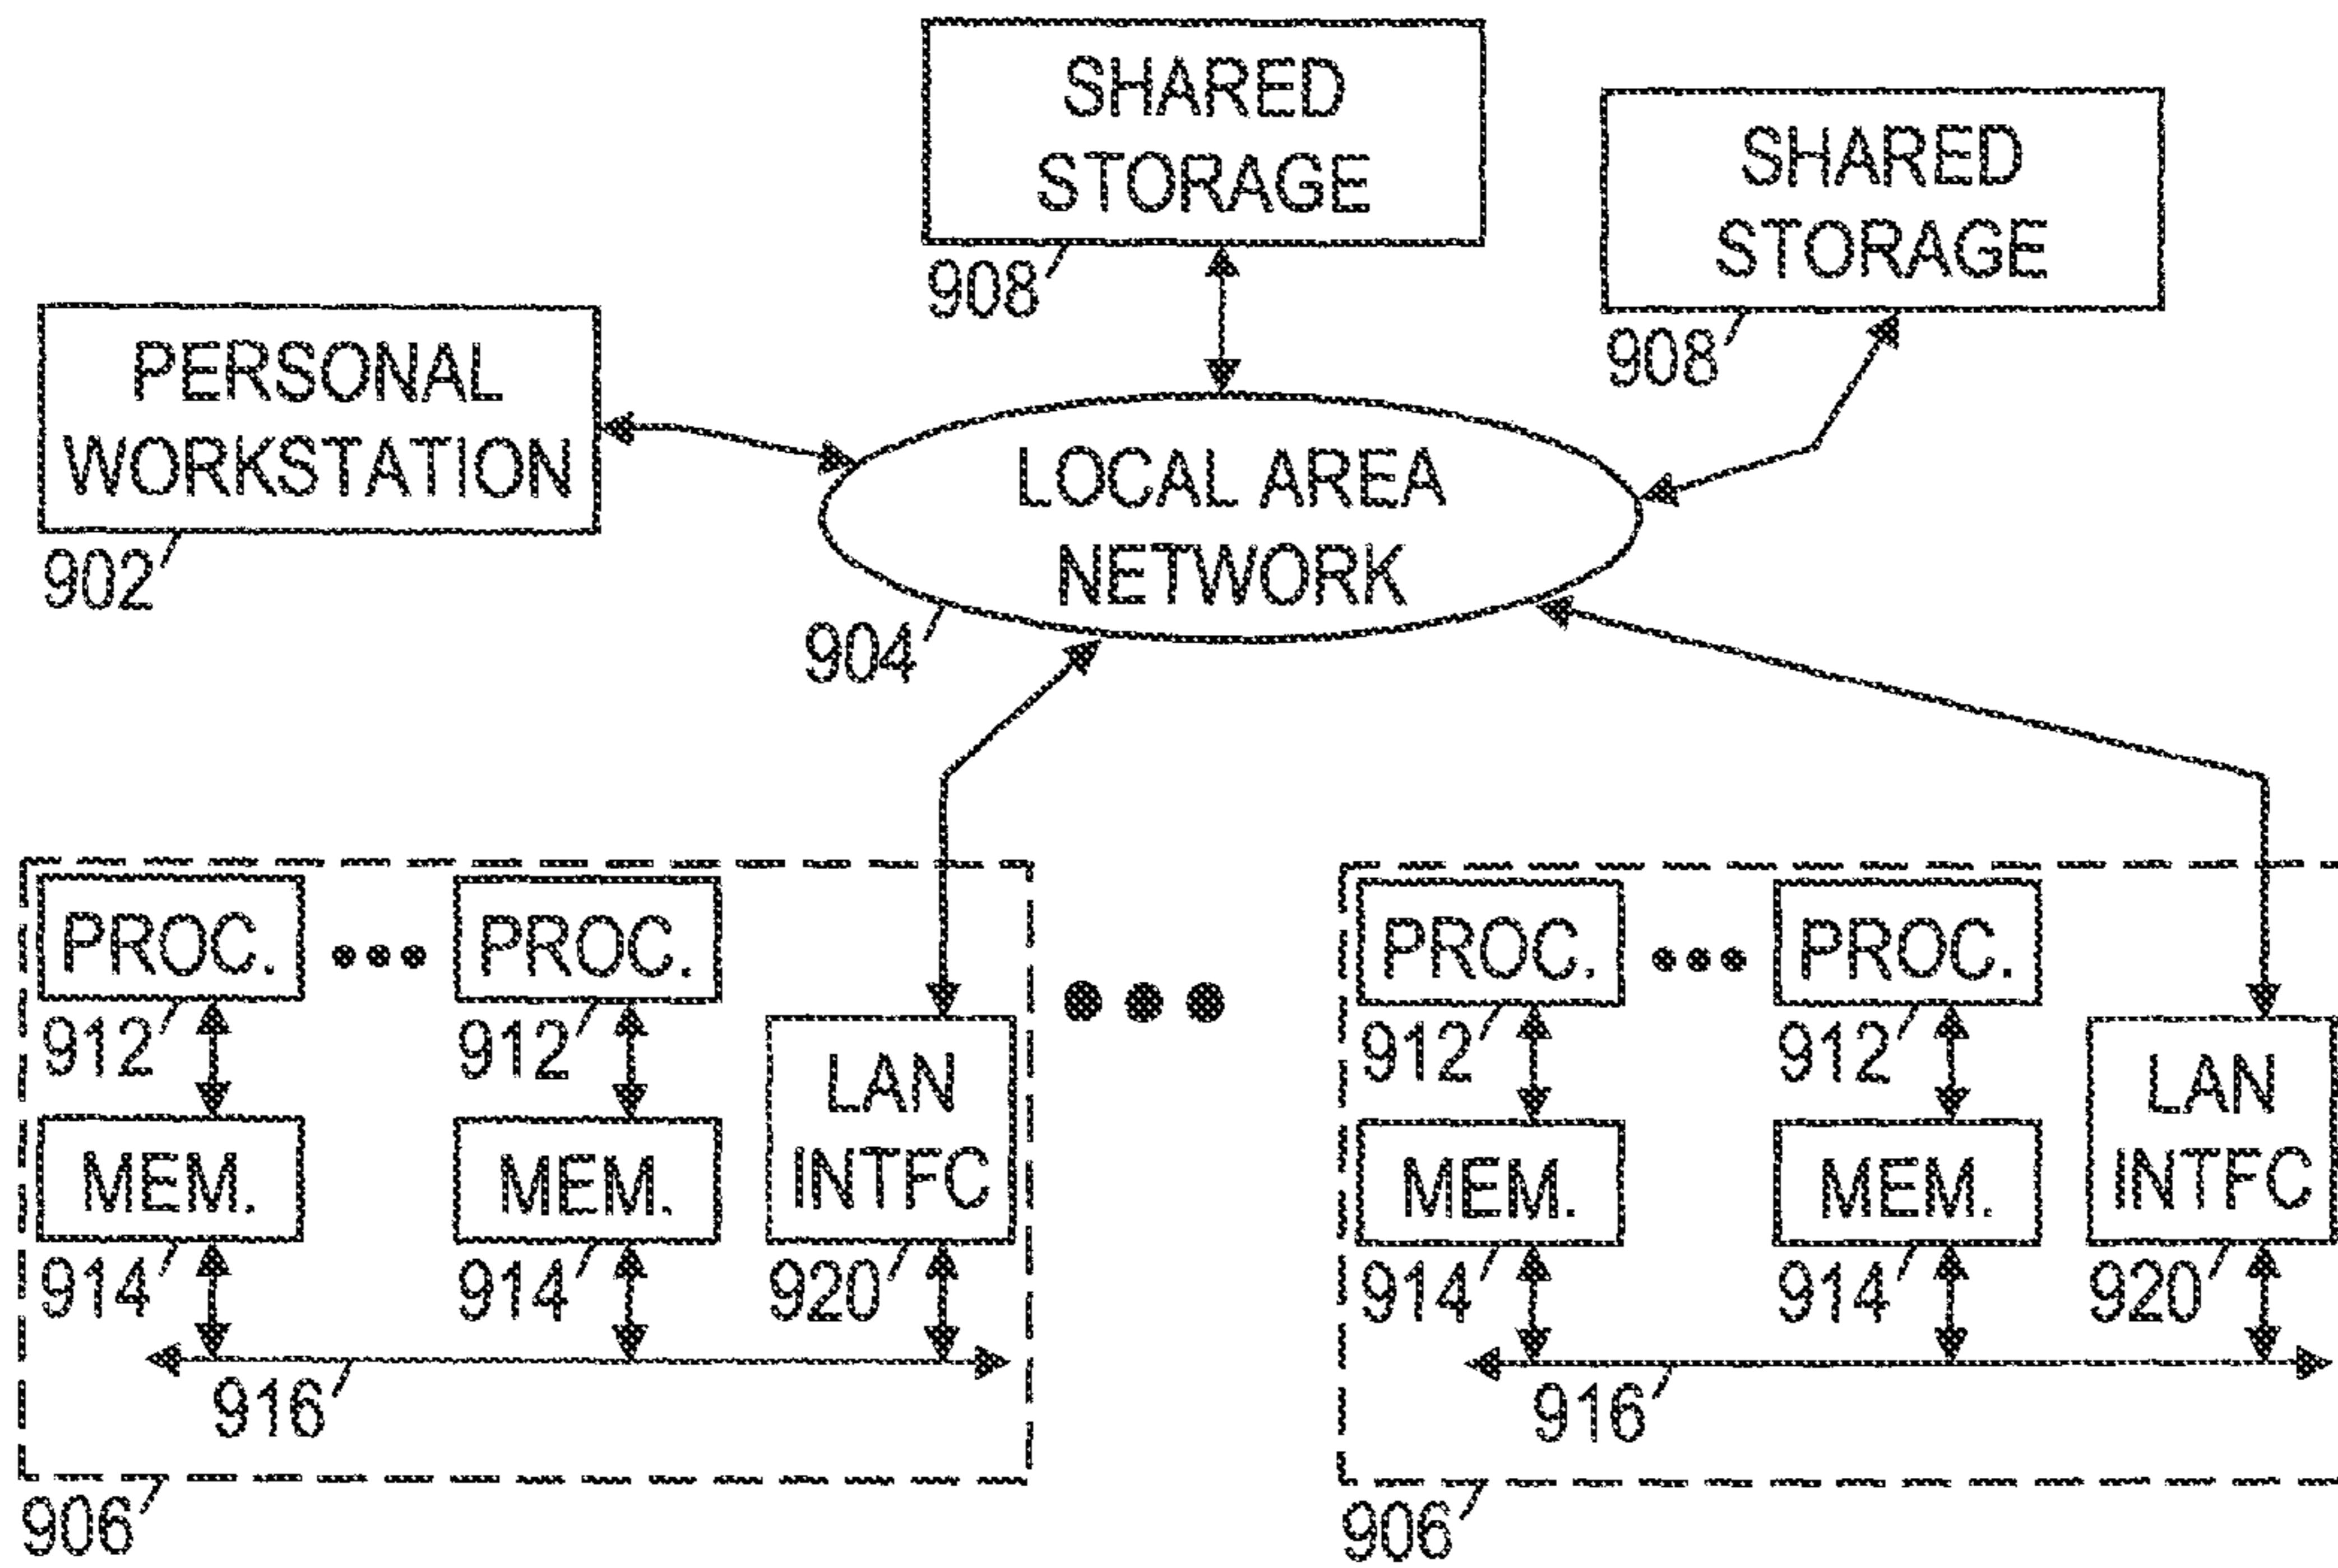 SHARED
STORAGE
908
SHARED
STORAGE
908
PERSONAL
WORKSTATION
902
LOCAL AREA
NETWORK
904
PROC.
912
PROC.
912
MEM.
914
MEM.
914
LAN
INTFC
920
916
906
PROC.
912
PROC.
912
MEM.
914
MEM.
914
LAN
INTFC
920
916
906